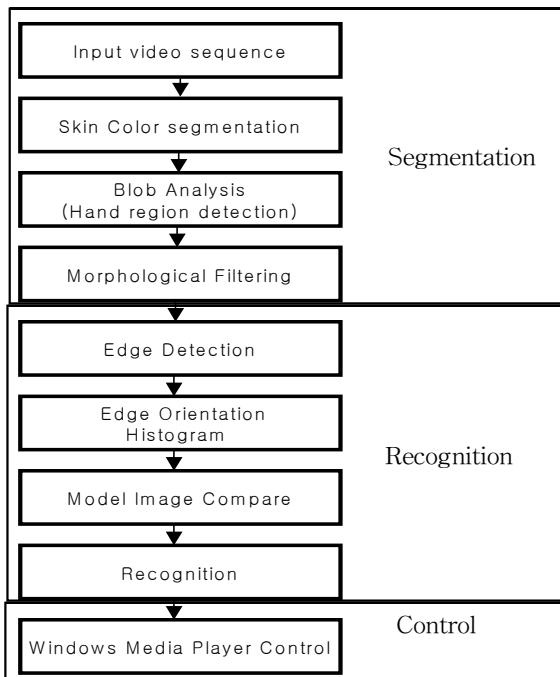 Input video sequence
Skin Color segmentation
Blob Analysis
(Hand region detection)
Morphological Filtering
Segmentation
Edge Detection
Edge Orientation
Histogram
Model Image Compare
Recognition
Recognition
Windows Media Player Control
Control